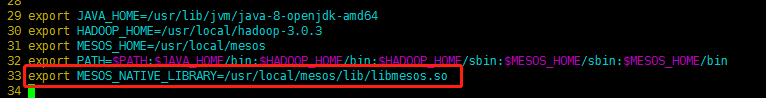 28
29 export JAVA_HOME=/usr/lib/jvm/java-8-openjdk-amd64
30 export HADOOP_HOME=/usr/local/hadoop-3.0.3
31 export MESOS_HOME=/usr/local/mesos
32 export PATH=$PATH:$JAVA_HOME/bin:$HADOOP_HOME/bin:$HADOOP_HOME/sbin:$MESOS_HOME/sbin:$MESOS_HOME/bin
33 export MESOS_NATIVE_LIBRARY=/usr/local/mesos/lib/libmesos.so
34